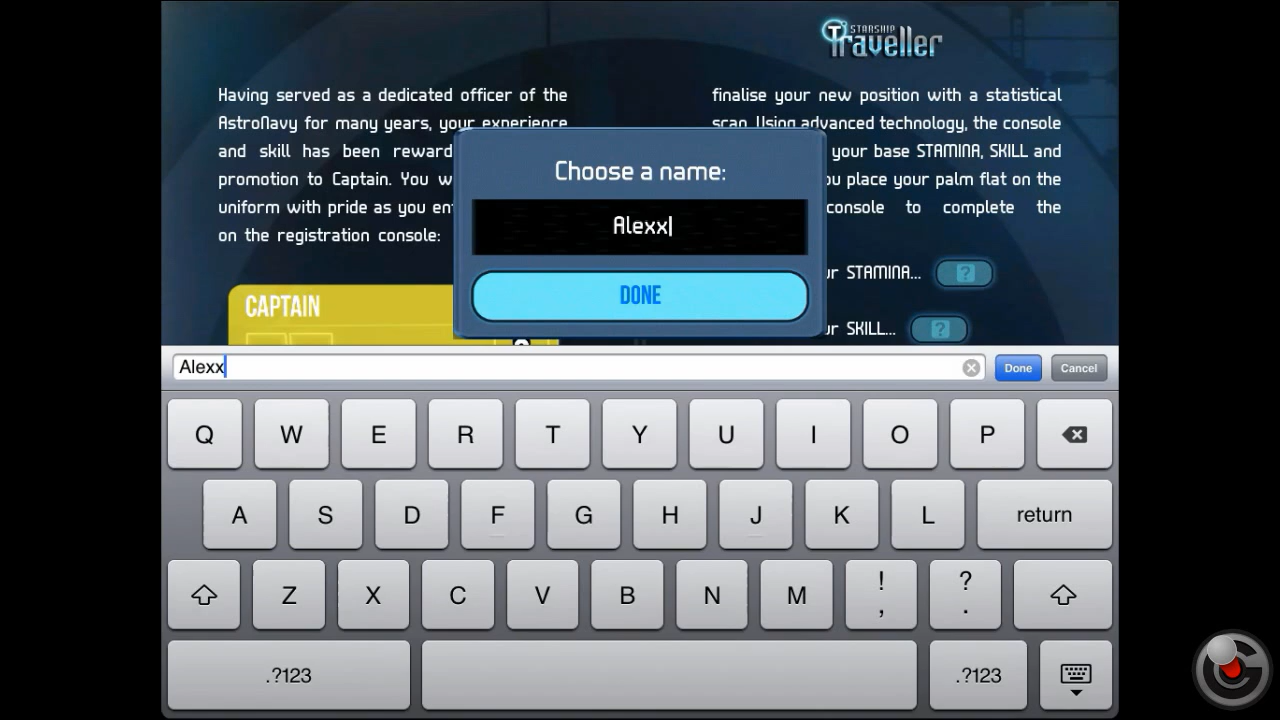 STARSHIP
Traveller
Having served as a dedicated officer of the
AstroNavy for many years, your experience
and skill has been reward
promotion to Captain. You w
uniform with pride as you en
on the registration console:
CAPTAIN
finalise your new position with a statistical
scan. Using advanced technology, the console
your base STAMINA, SKILL and
ou place your palm flat on the
console to complete the
ur STAMINA... ?
ur SKILL... ?
Choose a name:
Alexx
DONE
Alexx
Done Cancel
Q W E R T Y U I O P
A S D F G H J K L return
Z X C V B N M ! , ? .
.?123 .?123